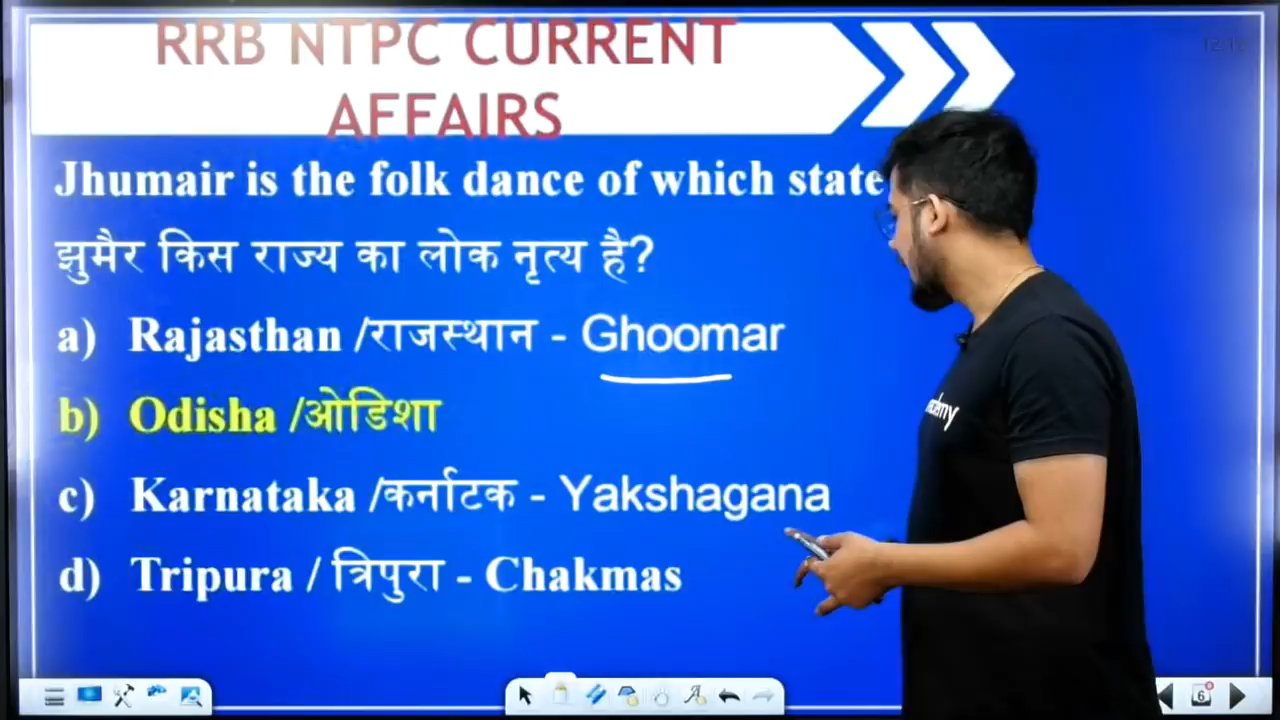 RRB NTPC CURRENT
AFFAIRS
Jhumair is the folk dance of which state
झुमैर किस राज्य का लोक नृत्य है?
a) Rajasthan /राजस्थान - Ghoomar
b) Odisha /ओडिशा
c) Karnataka /कर्नाटक - Yakshagana
d) Tripura / त्रिपुरा - Chakmas
6